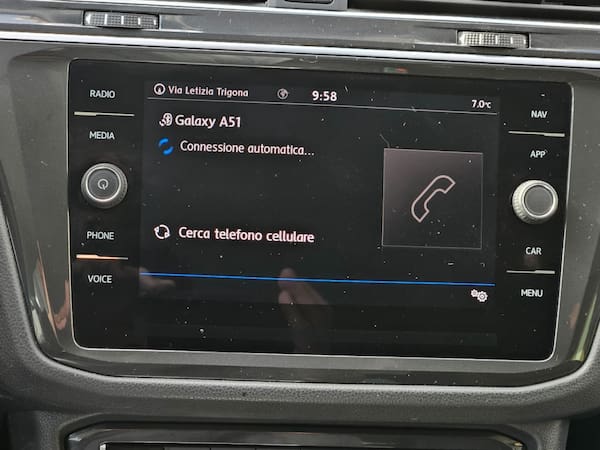 RADIO
MEDIA
PHONE
VOICE
Via Letizia Trigona 9:58 7.0°C
Galaxy A51
Connessione automatica...
Cerca telefono cellulare
NAV
APP
CAR
MENU